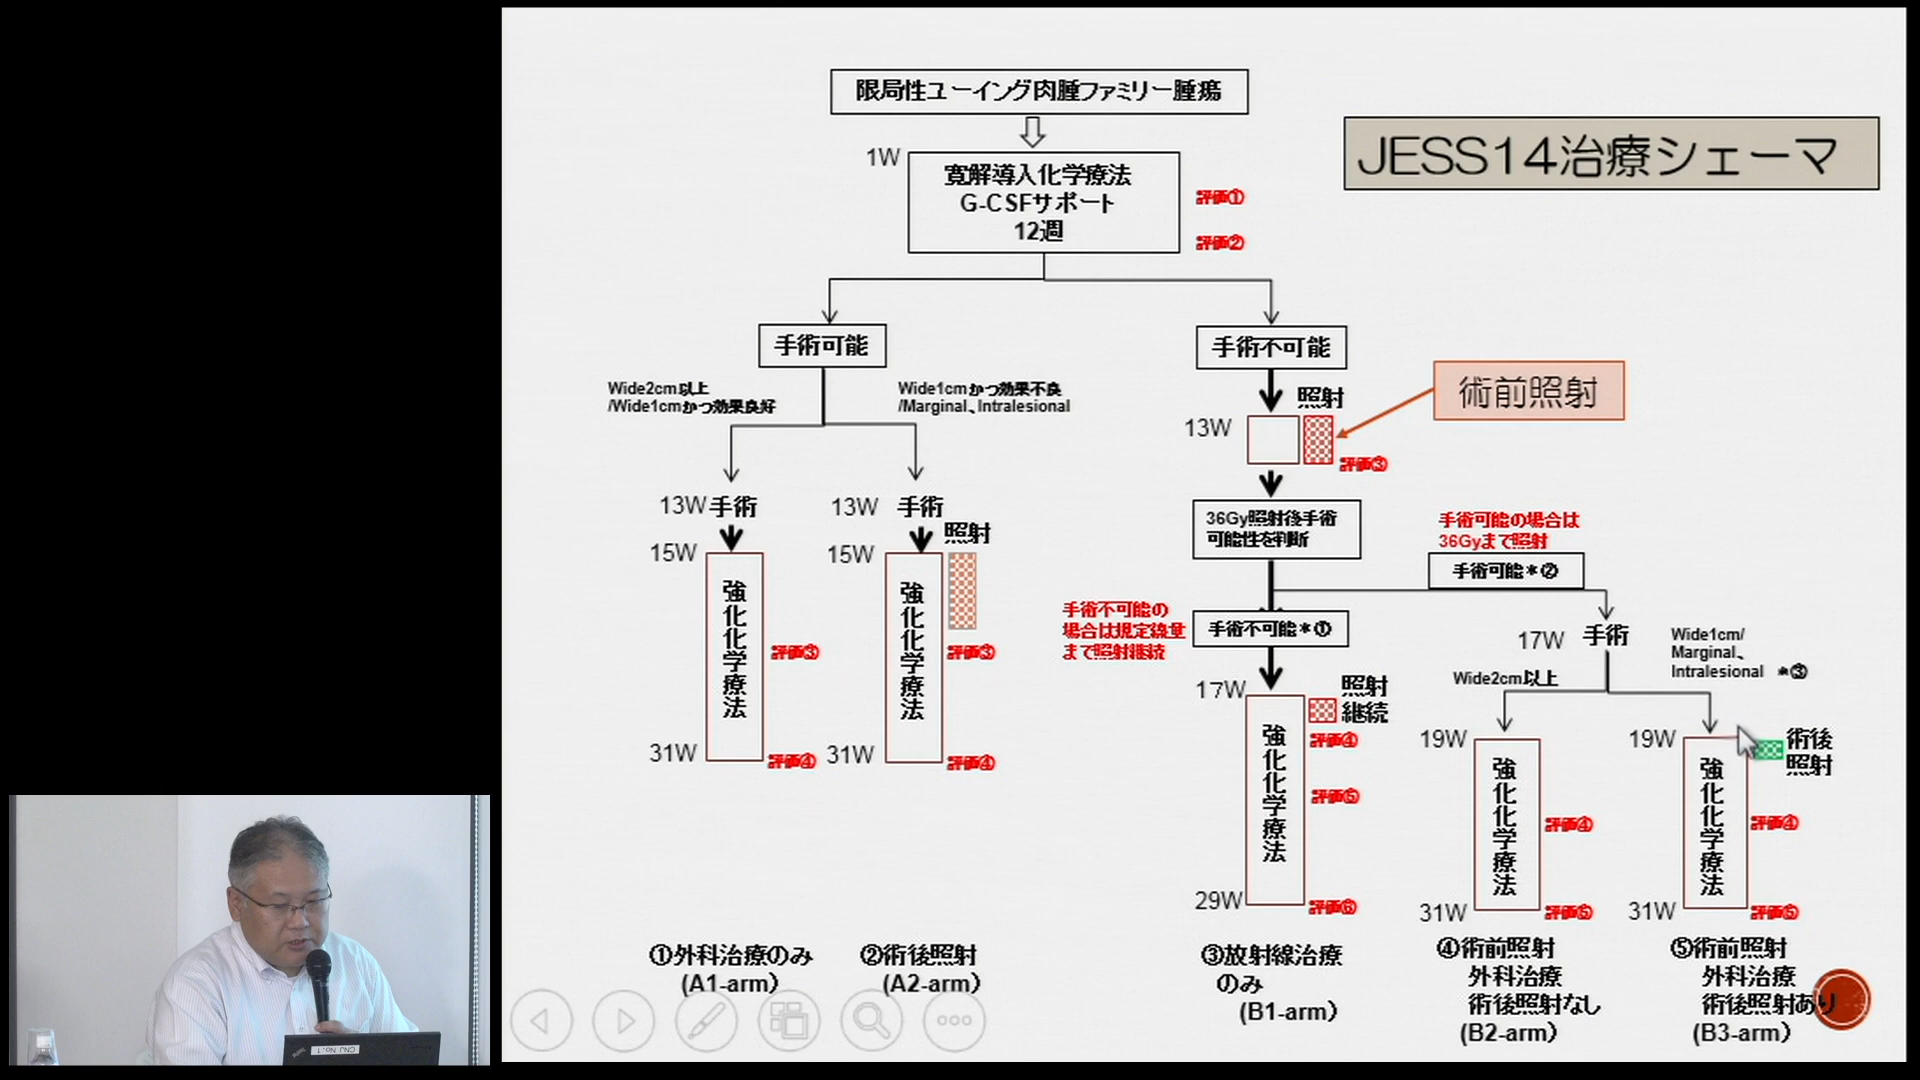 限局性ユーイング肉腫ファミリー腫瘍
JESS14治療シェーマ
1W
寛解導入化学療法
G-CSFサポート
12週
評価①
評価②
手術可能
手術不可能
Wide2cm以上
/Wide1cmかつ効果良好
Wide1cmかつ効果不良
/Marginal、Intralesional
照射
術前照射
13W
評価③
13W手術
13W 手術
照射
36Gy照射後手術
可能性を判断
手術可能の場合は
36Gyまで照射
手術可能＊②
15W
強化化学療法
評価③
31W
評価④
15W
強化化学療法
評価③
31W
評価④
手術不可能の
場合は規定線量
まで照射継続
手術不可能＊①
17W
照射
継続
強化化学療法
評価④
評価⑤
29W
評価⑥
17W 手術
Wide2cm以上
Wide1cm/
Marginal、
Intralesional ＊③
19W
強化化学療法
評価④
31W
評価⑤
19W
術後
照射
強化化学療法
評価④
31W
評価⑤
①外科治療のみ
(A1-arm)
②術後照射
(A2-arm)
③放射線治療
のみ
(B1-arm)
④術前照射
外科治療
術後照射なし
(B2-arm)
⑤術前照射
外科治療
術後照射あり
(B3-arm)
CNJ No.1